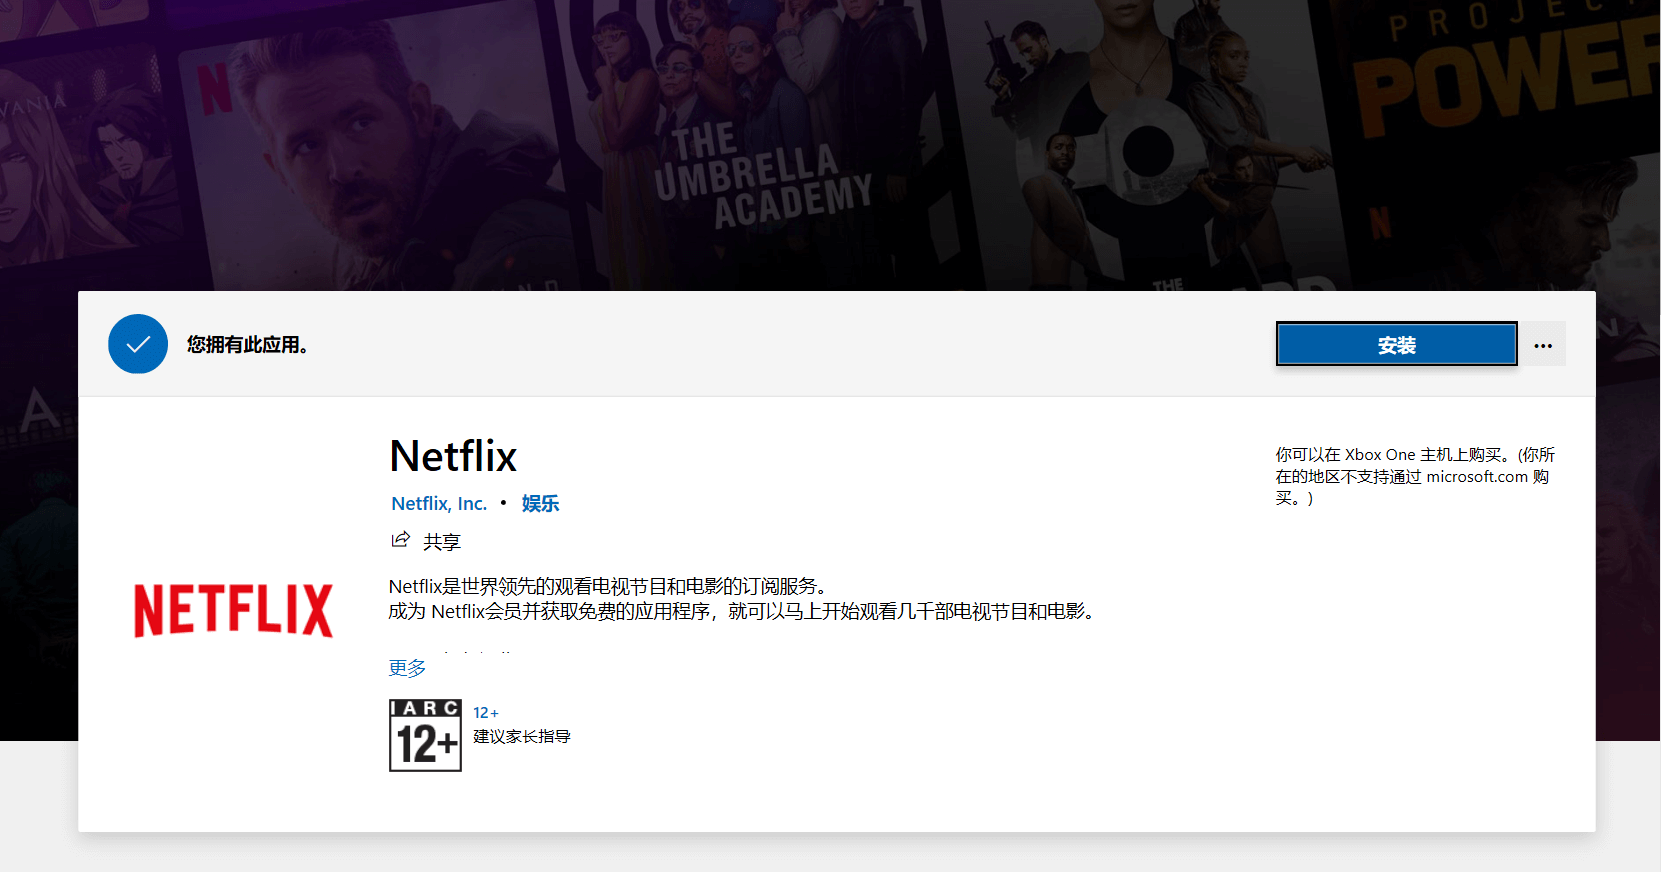 VANIA
N
THE
UMBRELLA
ACADEMY
PROJECT
POWER
N
THE
A
您拥有此应用。
安装
Netflix
Netflix, Inc. • 娱乐
共享
Netflix是世界领先的观看电视节目和电影的订阅服务。
成为 Netflix会员并获取免费的应用程序，就可以马上开始观看几千部电视节目和电影。
更多
NETFLIX
IARC
12+
12+
建议家长指导
你可以在 Xbox One 主机上购买。(你所
在的地区不支持通过 microsoft.com 购
买。)